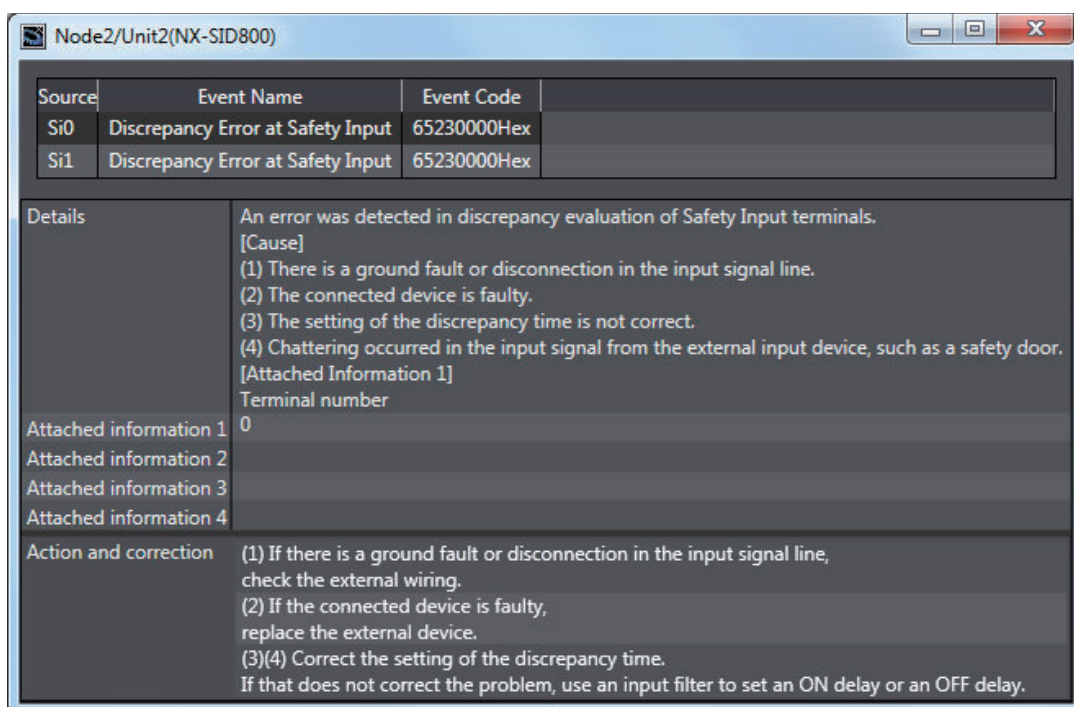 Node2/Unit2(NX-SID800)
Source Event Name Event Code
Si0 Discrepancy Error at Safety Input 65230000Hex
Si1 Discrepancy Error at Safety Input 65230000Hex
Details An error was detected in discrepancy evaluation of Safety Input terminals.
[Cause]
(1) There is a ground fault or disconnection in the input signal line.
(2) The connected device is faulty.
(3) The setting of the discrepancy time is not correct.
(4) Chattering occurred in the input signal from the external input device, such as a safety door.
[Attached Information 1]
Terminal number
Attached information 1 0
Attached information 2
Attached information 3
Attached information 4
Action and correction (1) If there is a ground fault or disconnection in the input signal line,
check the external wiring.
(2) If the connected device is faulty,
replace the external device.
(3)(4) Correct the setting of the discrepancy time.
If that does not correct the problem, use an input filter to set an ON delay or an OFF delay.